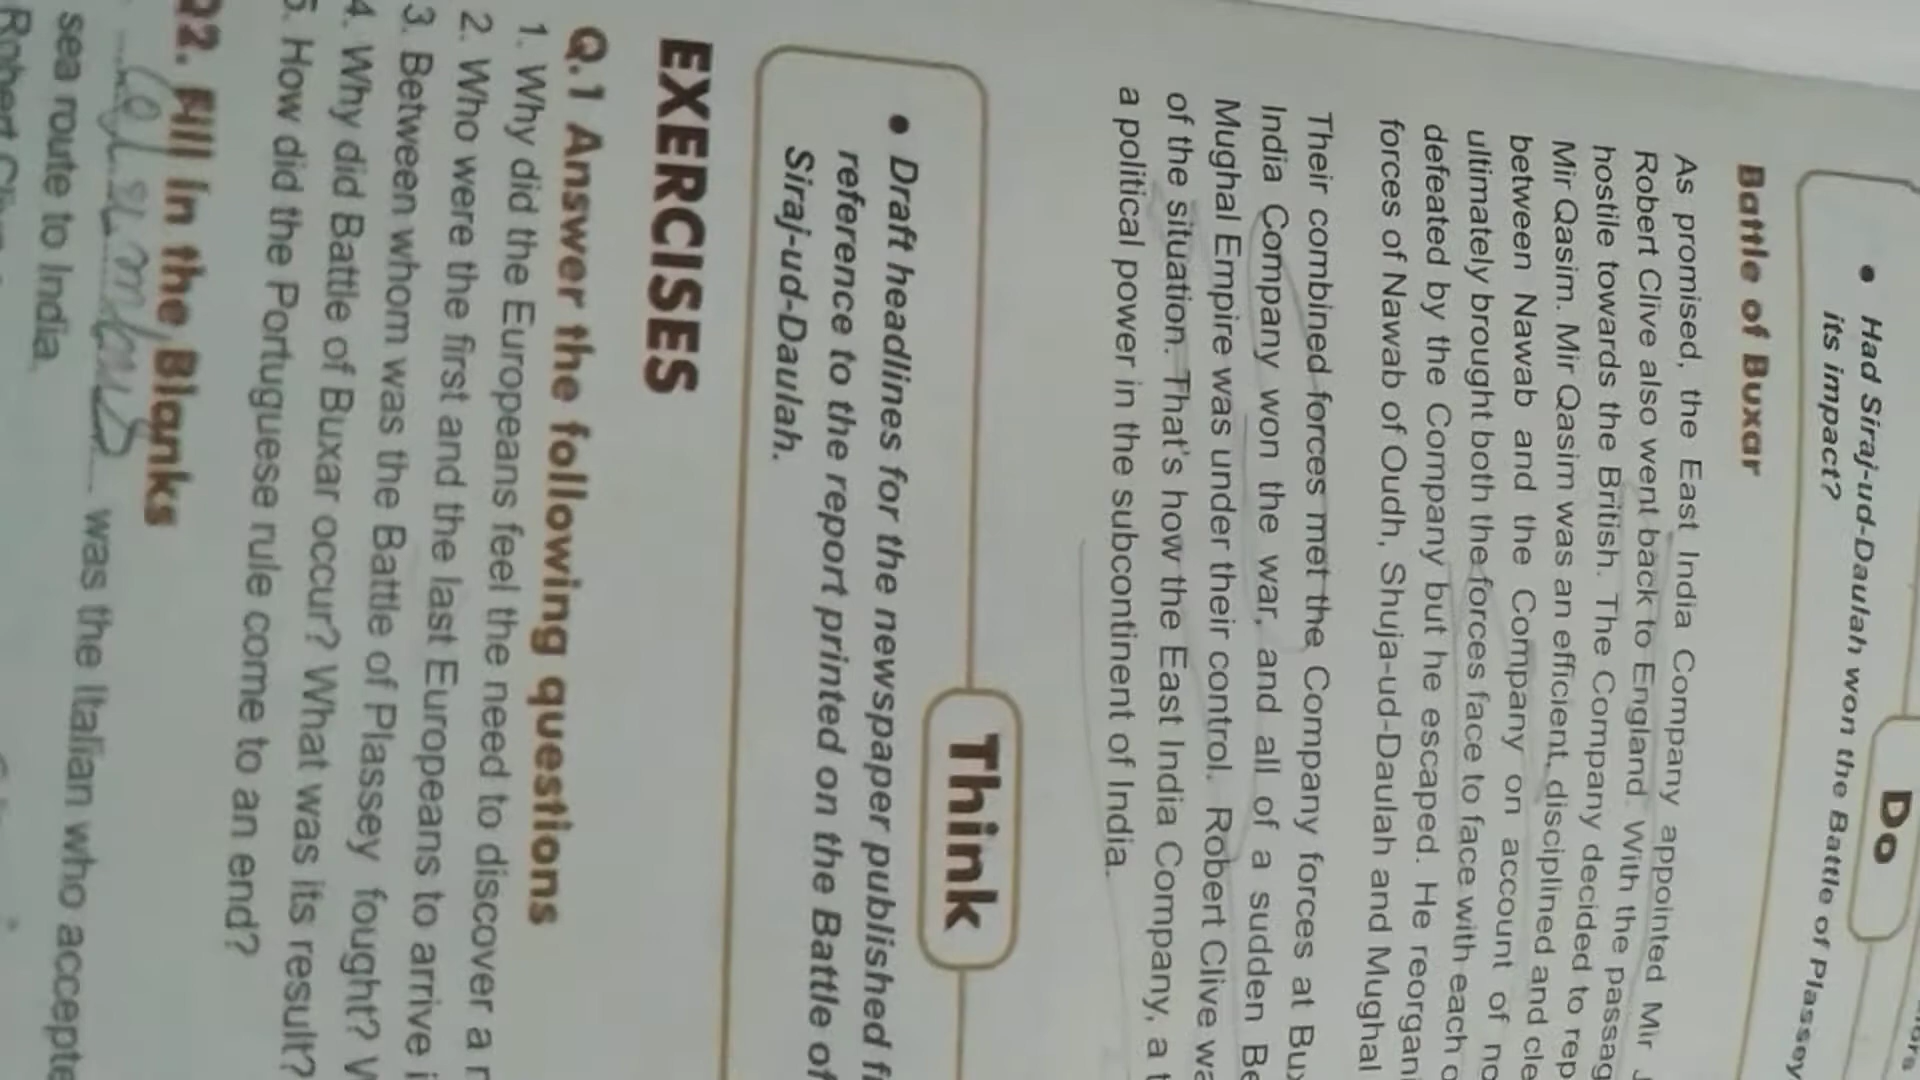 Do
• Had Siraj-ud-Daulah won the Battle of Plassey
its impact?
Battle of Buxar
As promised, the East India Company appointed Mir
Robert Clive also went back to England. With the passag
hostile towards the British. The Company decided to rep
Mir Qasim. Mir Qasim was an efficient, disciplined and cle
between Nawab and the Company on account of
ultimately brought both the forces face to face with each
defeated by the Company but he escaped. He reorgani
forces of Nawab of Oudh, Shuja-ud-Daulah and Mughal
Their combined forces met the Company forces at Bux
India Company won the war, and all of a sudden Be
Mughal Empire was under their control. Robert Clive wa
of the situation. That's how the East India Company, a t
a political power in the subcontinent of India.
Think
• Draft headlines for the newspaper published
reference to the report printed on the Battle of
Siraj-ud-Daulah.
EXERCISES
Q.1 Answer the following questions
1. Why did the Europeans feel the need to discover a
2. Who were the first and the last Europeans to arrive i
3. Between whom was the Battle of Plassey fought? W
4. Why did Battle of Buxar occur? What was its result?
5. How did the Portuguese rule come to an end?
Q2. Fill in the Blanks
was the Italian who accepte
sea route to India.
Robert Clive